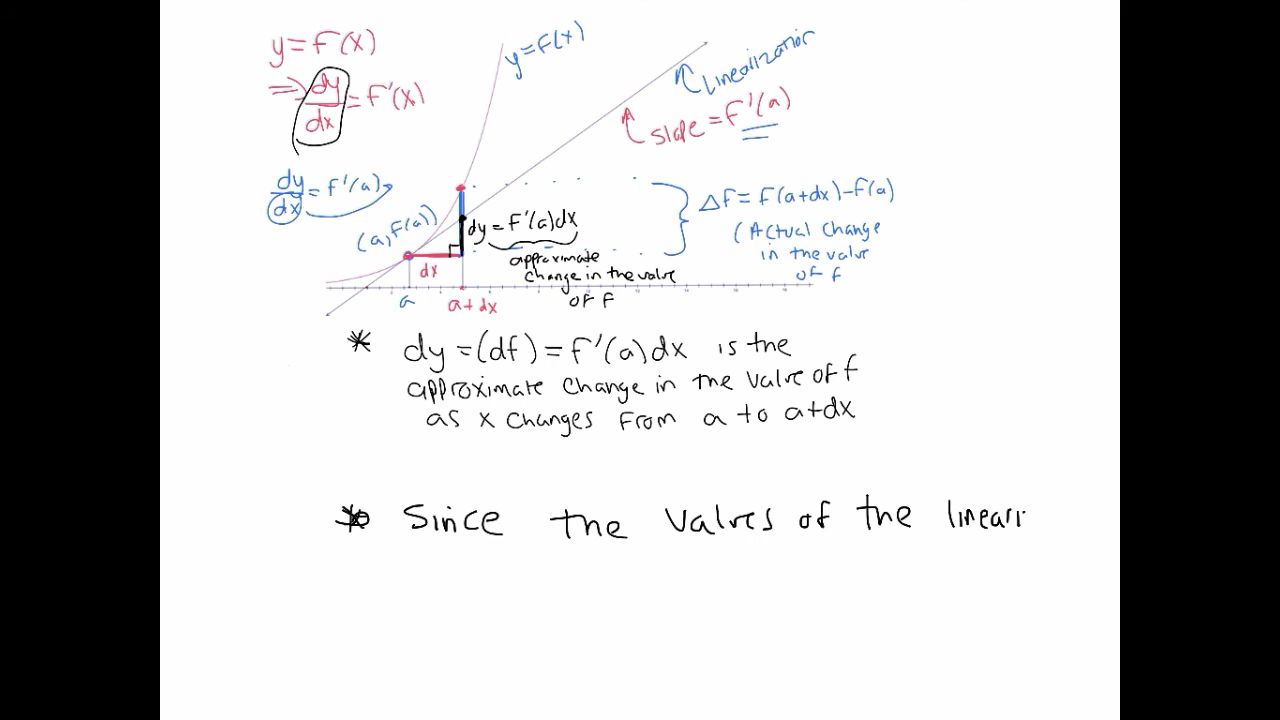 y = f(x)
⇒ dy/dx = f'(x)
y = f(x)
Linearization
slope = f'(a)
dy/dx = f'(a)
(a, f(a))
dy = f'(a)dx
approximate
change in the value
of f
Δf = f(a+dx) - f(a)
(Actual change
in the value
of f
dx
a
a + dx
* dy = (df) = f'(a)dx is the
approximate change in the value of f
as x changes from a to a+dx
* Since the values of the linear